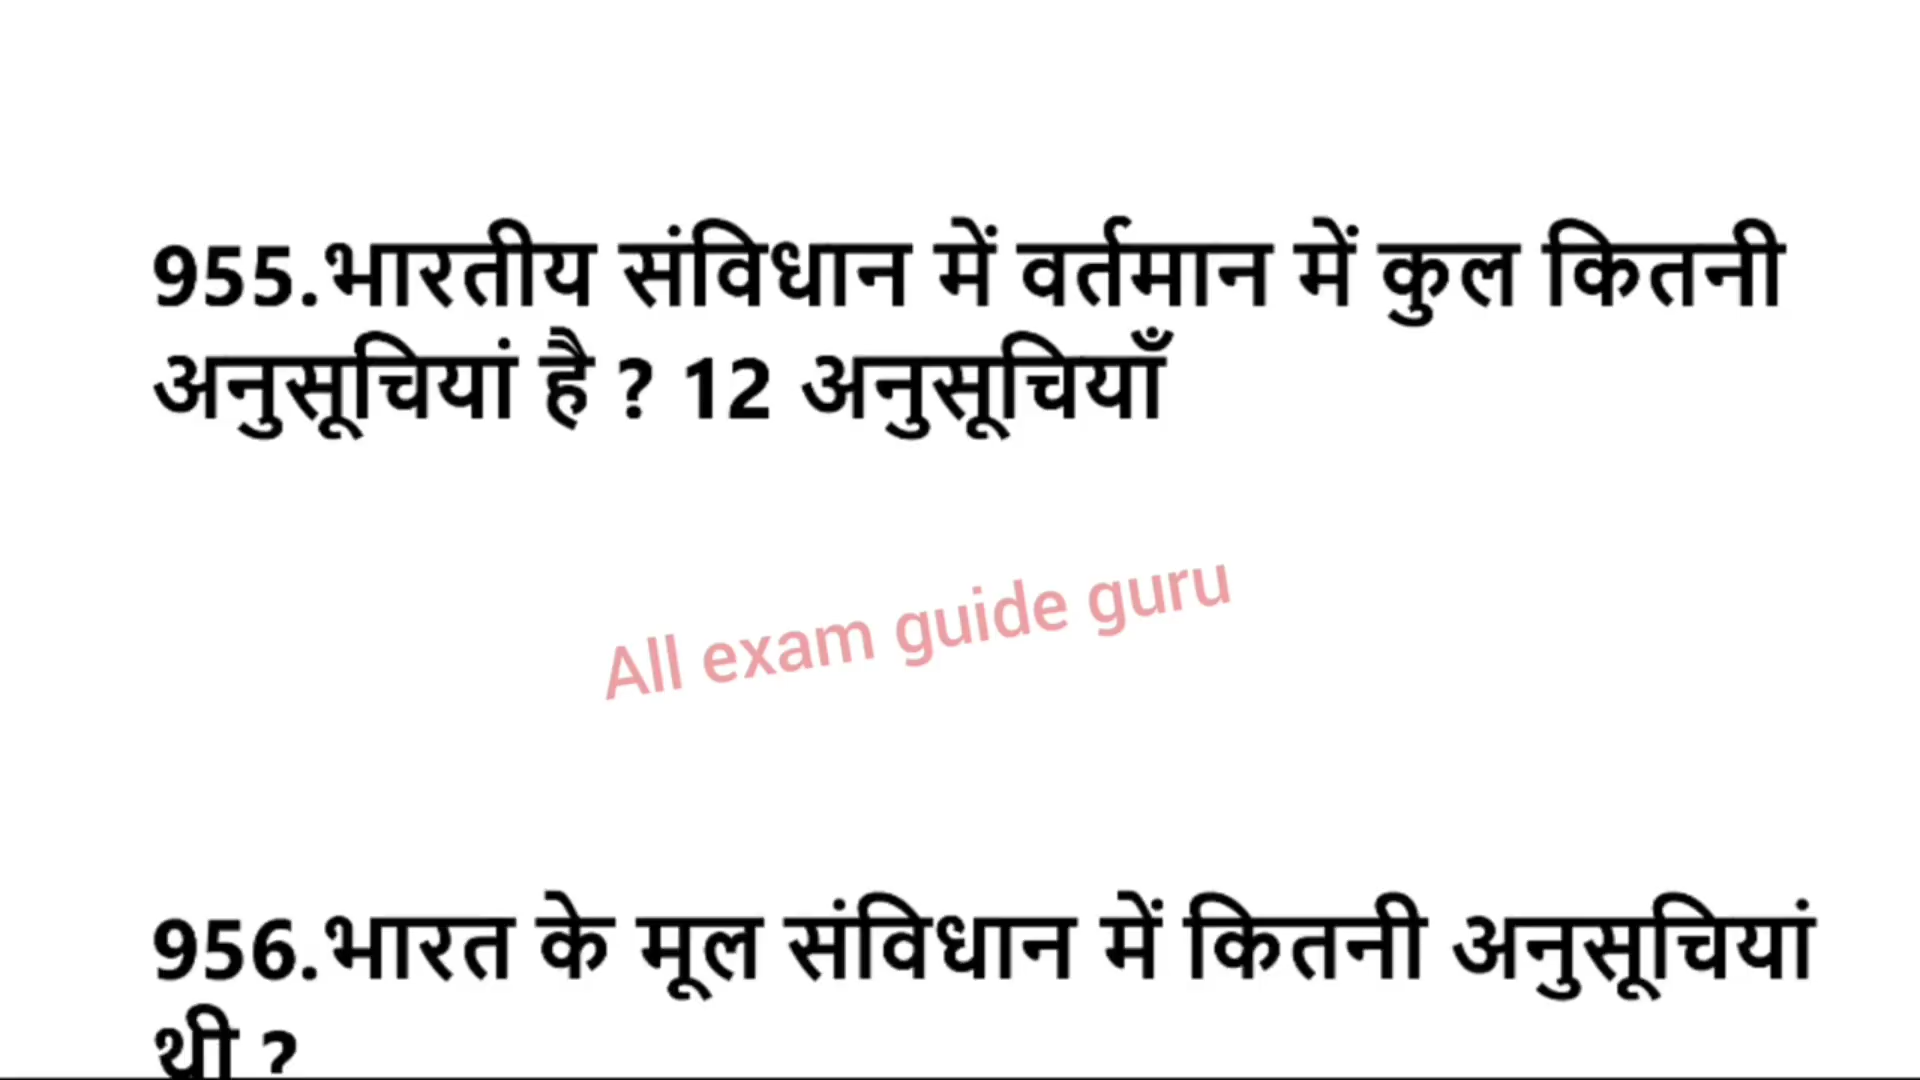 955.भारतीय संविधान में वर्तमान में कुल कितनी
अनुसूचियां है ? 12 अनुसूचियाँ
All exam guide guru
956.भारत के मूल संविधान में कितनी अनुसूचियां
थी ?